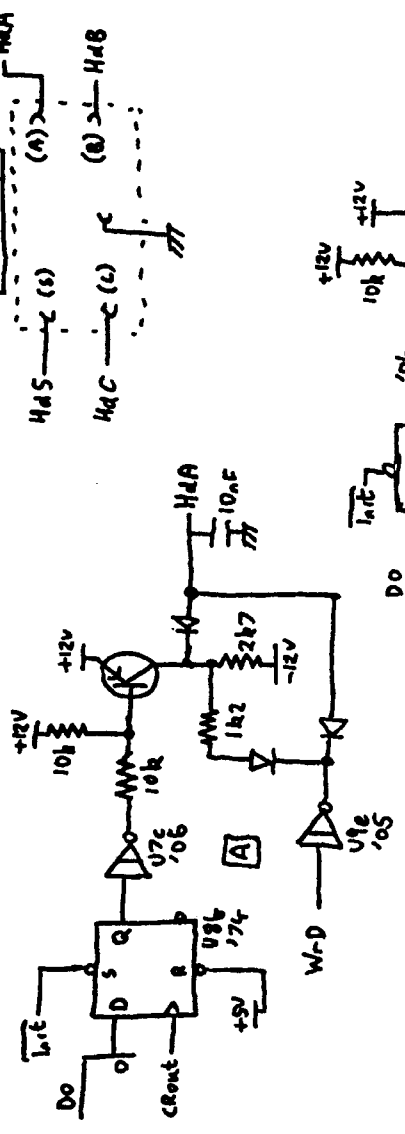 HdA
(A)
(B)
HdB
HdS
(S)
HdC
(C)
+12V
10k
+12V
10k
U7c
'06
Init
S
D
Q
R
D0
D
CRout
U8b
'74
+5V
A
HdA
10nF
1k2
2k7
-12V
WrD
U9e
'05
+12V
10k
+12V
Init
D0